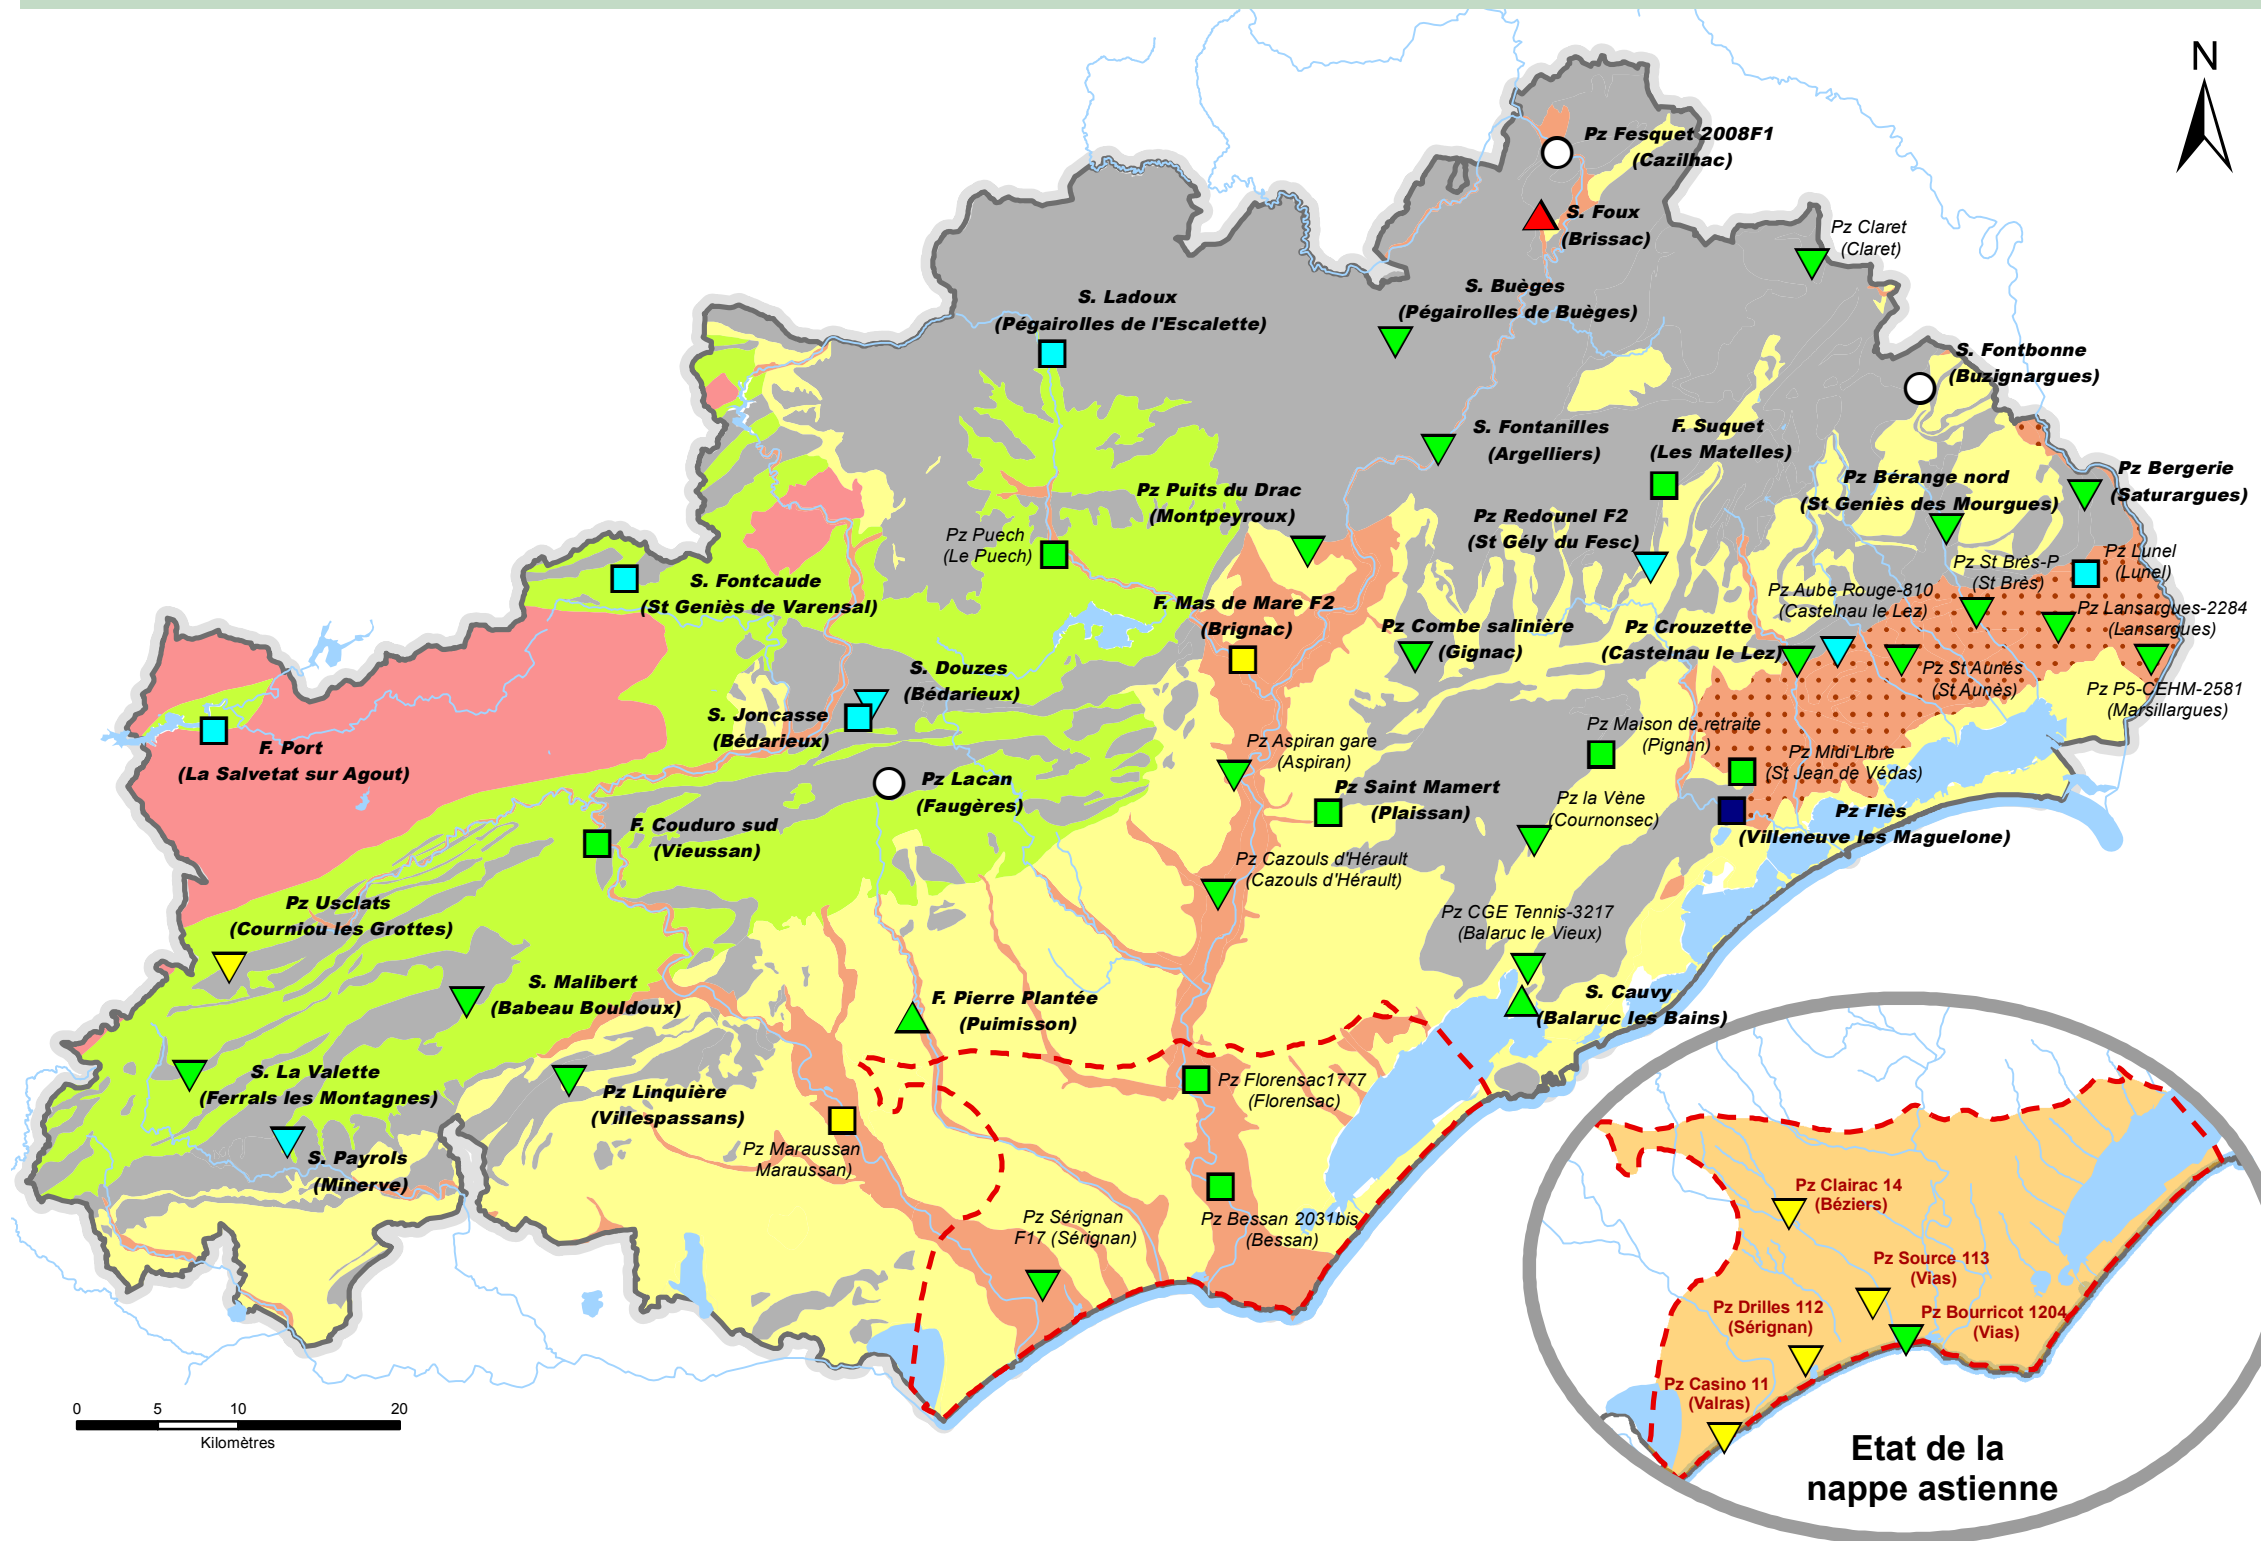 N
Pz Fesquet 2008F1
(Cazilhac)
S. Foux
(Brissac)
Pz Claret
(Claret)
S. Buèges
(Pégairolles de Buèges)
S. Ladoux
(Pégairolles de l'Escalette)
S. Fontbonne
(Buzignargues)
S. Fontanilles
(Argelliers)
F. Suquet
(Les Matelles)
Pz Bergerie
(Saturargues)
Pz Bérange nord
(St Geniès des Mourgues)
Pz Puits du Drac
(Montpeyroux)
Pz Redounel F2
(St Gély du Fesc)
Pz Puech
(Le Puech)
Pz Lunel
(Lunel)
Pz St Brès-P
(St Brès)
S. Fontcaude
(St Geniès de Varensal)
Pz Aube Rouge-810
(Castelnau le Lez)
F. Mas de Mare F2
(Brignac)
Pz Lansargues-2284
(Lansargues)
Pz Combe salinière
(Gignac)
Pz Crouzette
(Castelnau le Lez)
S. Douzes
(Bédarieux)
Pz St Aunés
(St Aunès)
Pz P5-CEHM-2581
(Marsillargues)
S. Joncasse
(Bédarieux)
Pz Maison de retraite
(Pignan)
F. Port
(La Salvetat sur Agout)
Pz Aspiran gare
(Aspiran)
Pz Midi Libre
(St Jean de Védas)
Pz Lacan
(Faugères)
Pz Saint Mamert
(Plaissan)
Pz la Vène
(Cournonsec)
Pz Flès
(Villeneuve les Maguelone)
F. Couduro sud
(Vieussan)
Pz Cazouls d'Hérault
(Cazouls d'Hérault)
Pz Usclats
(Courniou les Grottes)
Pz CGE Tennis-3217
(Balaruc le Vieux)
S. Malibert
(Babeau Bouldoux)
F. Pierre Plantée
(Puimisson)
S. Cauvy
(Balaruc les Bains)
S. La Valette
(Ferrals les Montagnes)
Pz Linquière
(Villespassans)
Pz Florensac1777
(Florensac)
S. Payrols
(Minerve)
Pz Maraussan
Maraussan)
Pz Sérignan
F17 (Sérignan)
Pz Bessan 2031bis
(Bessan)
Pz Clairac 14
(Béziers)
Pz Source 113
(Vias)
Pz Drilles 112
(Sérignan)
Pz Bourricot 1204
(Vias)
Pz Casino 11
(Valras)
Etat de la
nappe astienne
0 5 10 20
Kilomètres